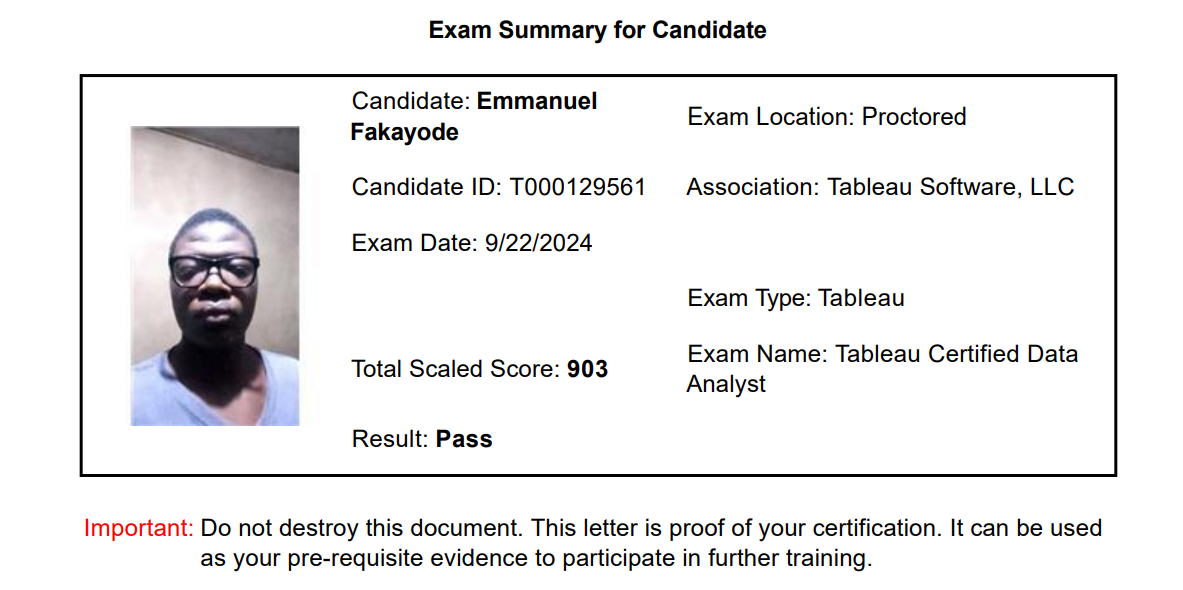 Exam Summary for Candidate
Candidate: Emmanuel
Fakayode
Exam Location: Proctored
Candidate ID: T000129561
Association: Tableau Software, LLC
Exam Date: 9/22/2024
Exam Type: Tableau
Total Scaled Score: 903
Exam Name: Tableau Certified Data
Analyst
Result: Pass
Important: Do not destroy this document. This letter is proof of your certification. It can be used
as your pre-requisite evidence to participate in further training.